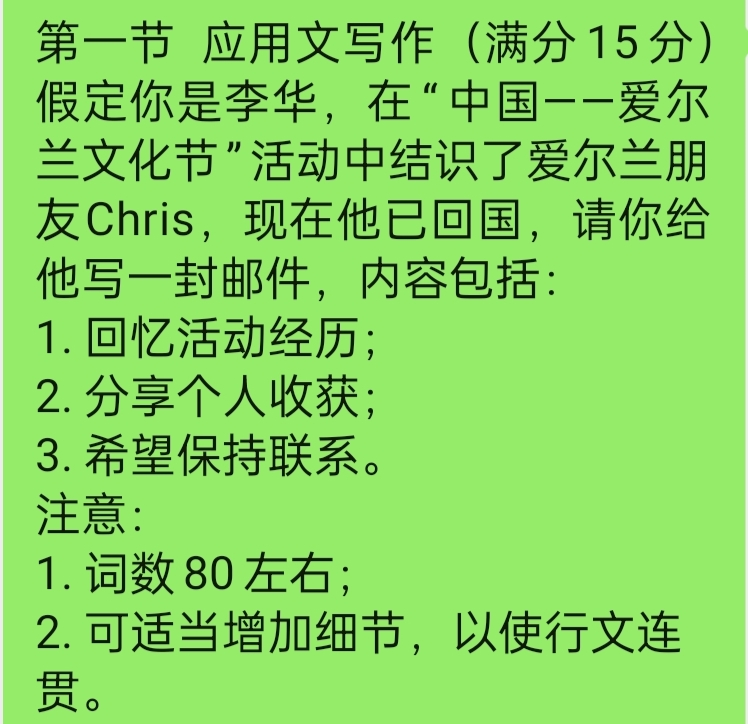 第一节 应用文写作（满分15分）
假定你是李华，在“中国——爱尔
兰文化节”活动中结识了爱尔兰朋
友Chris，现在他已回国，请你给
他写一封邮件，内容包括：
1. 回忆活动经历；
2. 分享个人收获；
3. 希望保持联系。
注意：
1. 词数80左右；
2. 可适当增加细节，以使行文连
贯。